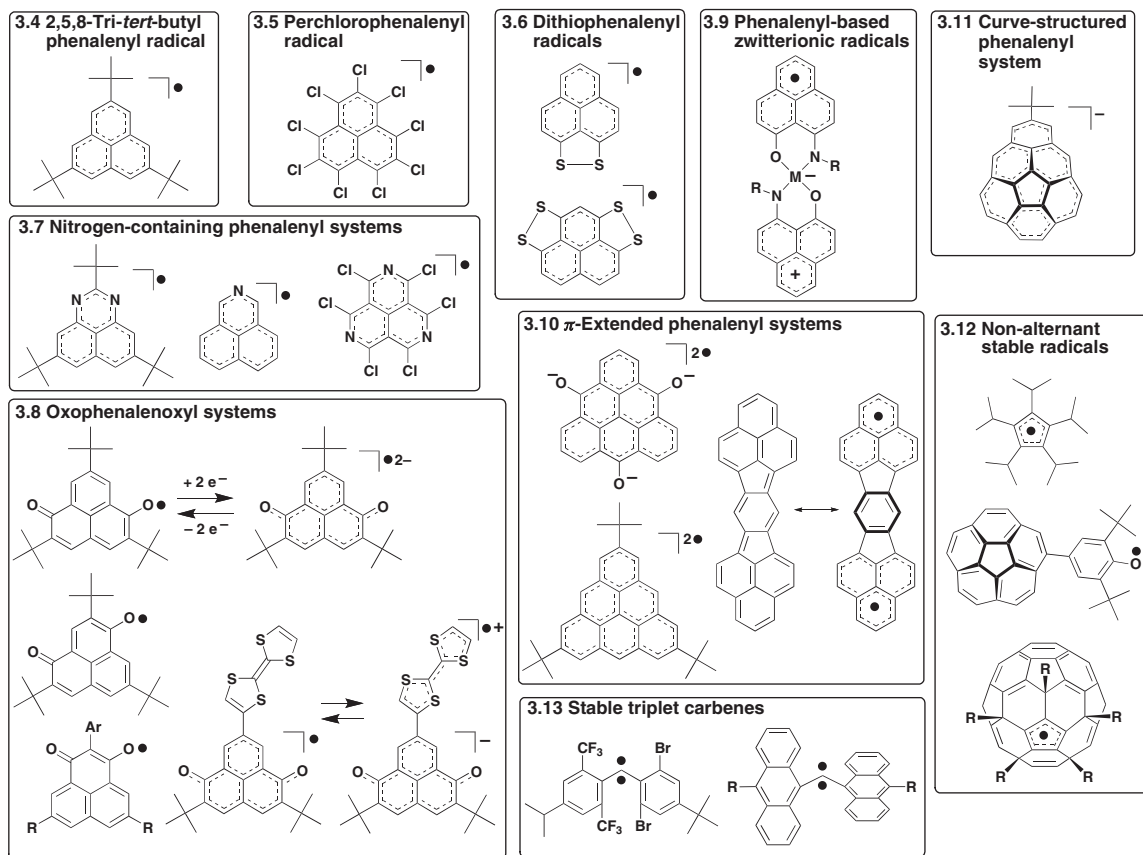 3.4 2,5,8-Tri-tert-butyl
phenalenyl radical
●
3.5 Perchlorophenalenyl
radical
●
Cl
Cl Cl
Cl Cl
Cl Cl
Cl Cl
3.6 Dithiophenalenyl
radicals
●
S S
●
S S
S S
3.9 Phenalenyl-based
zwitterionic radicals
●
O N
R
M –
R
N O
+
3.11 Curve-structured
phenalenyl
system
–
3.7 Nitrogen-containing phenalenyl systems
●
N N
●
N
●
Cl N Cl
Cl Cl
N N
Cl Cl
3.8 Oxophenalenoxyl systems
O O●
+ 2 e–
– 2 e–
●2–
O O
O●
O
Ar
O O●
R R
S S
S S
●
O O
●+
S S
S S
–
O O
3.10 π-Extended phenalenyl systems
2●
–O O–
O–
2●
●
●
3.12 Non-alternant
stable radicals
●
O●
R
R R
●
R R
3.13 Stable triplet carbenes
CF3 Br
●
●
CF3 Br
R ●
● R